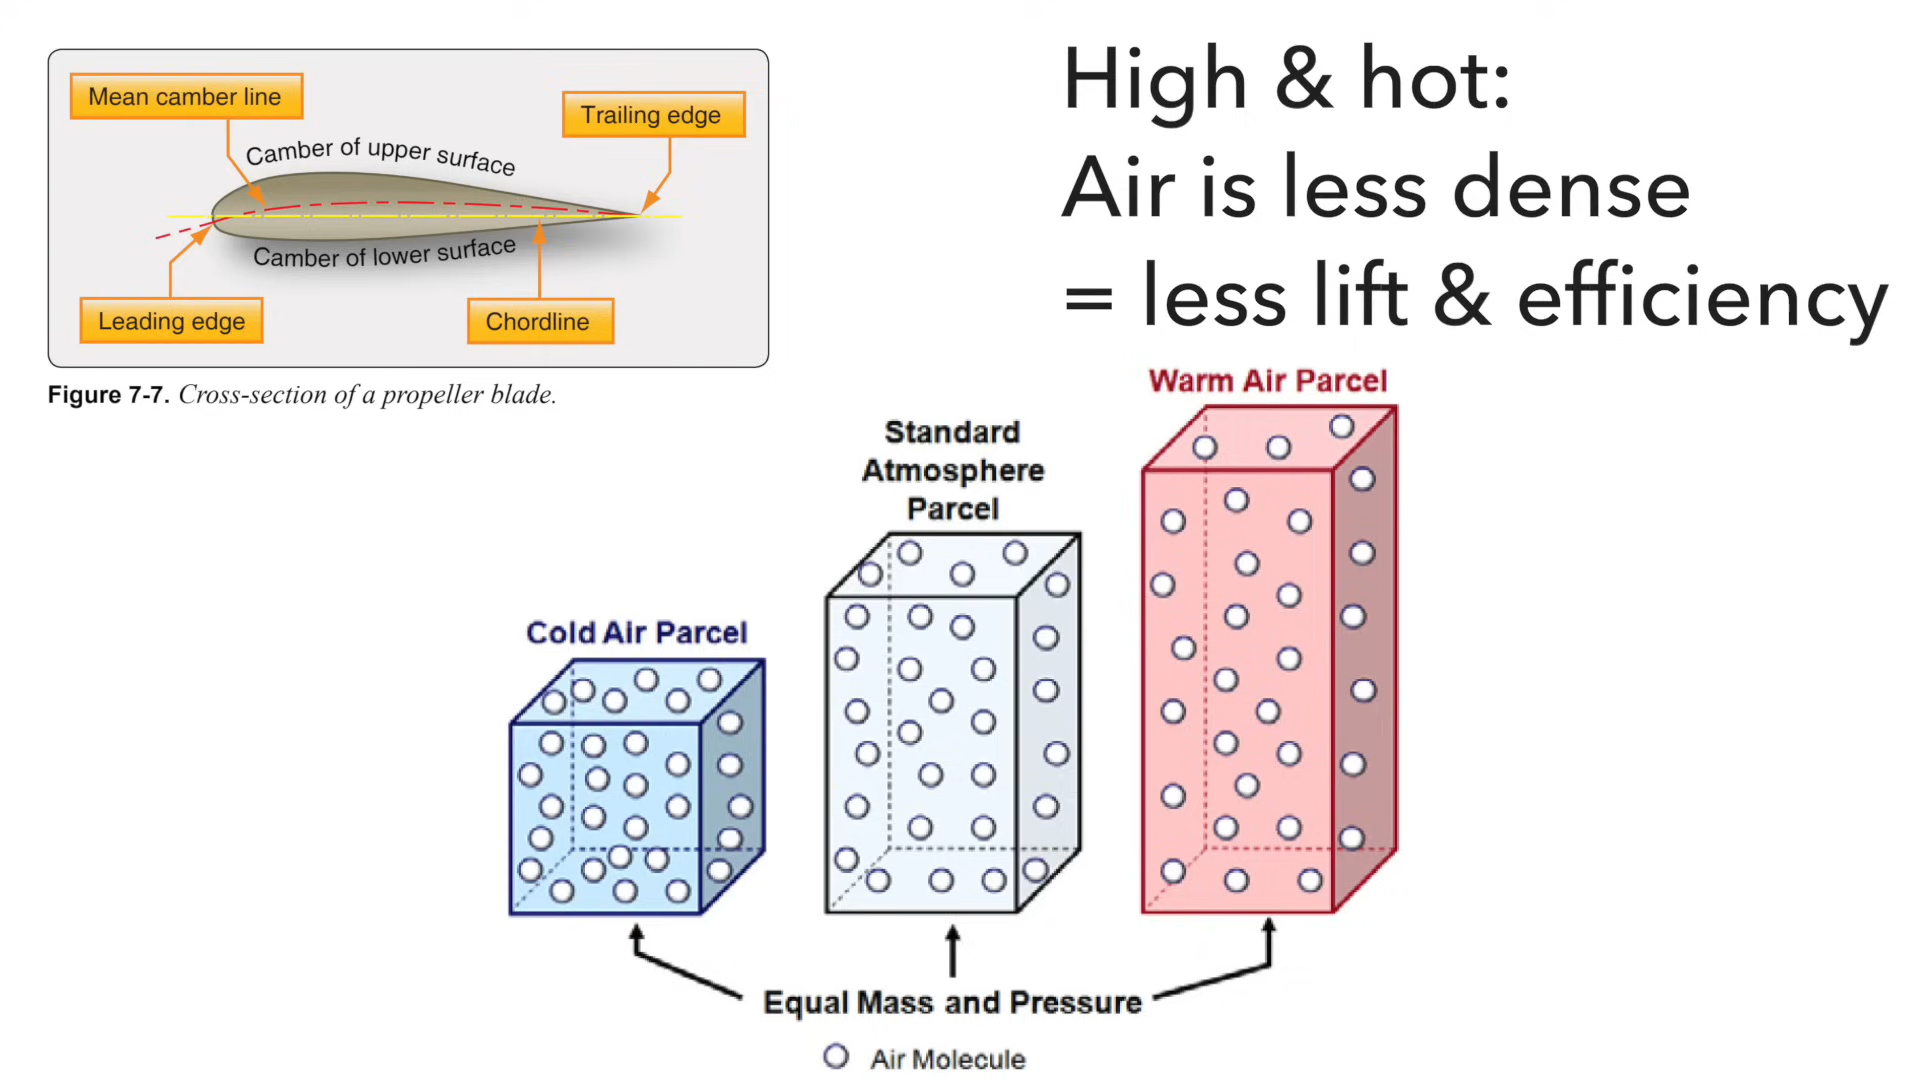 Mean camber line
Trailing edge
Camber of upper surface
Camber of lower surface
Leading edge
Chordline
Figure 7-7. Cross-section of a propeller blade.
High & hot:
Air is less dense
= less lift & efficiency
Warm Air Parcel
Standard
Atmosphere
Parcel
Cold Air Parcel
Equal Mass and Pressure
Air Molecule